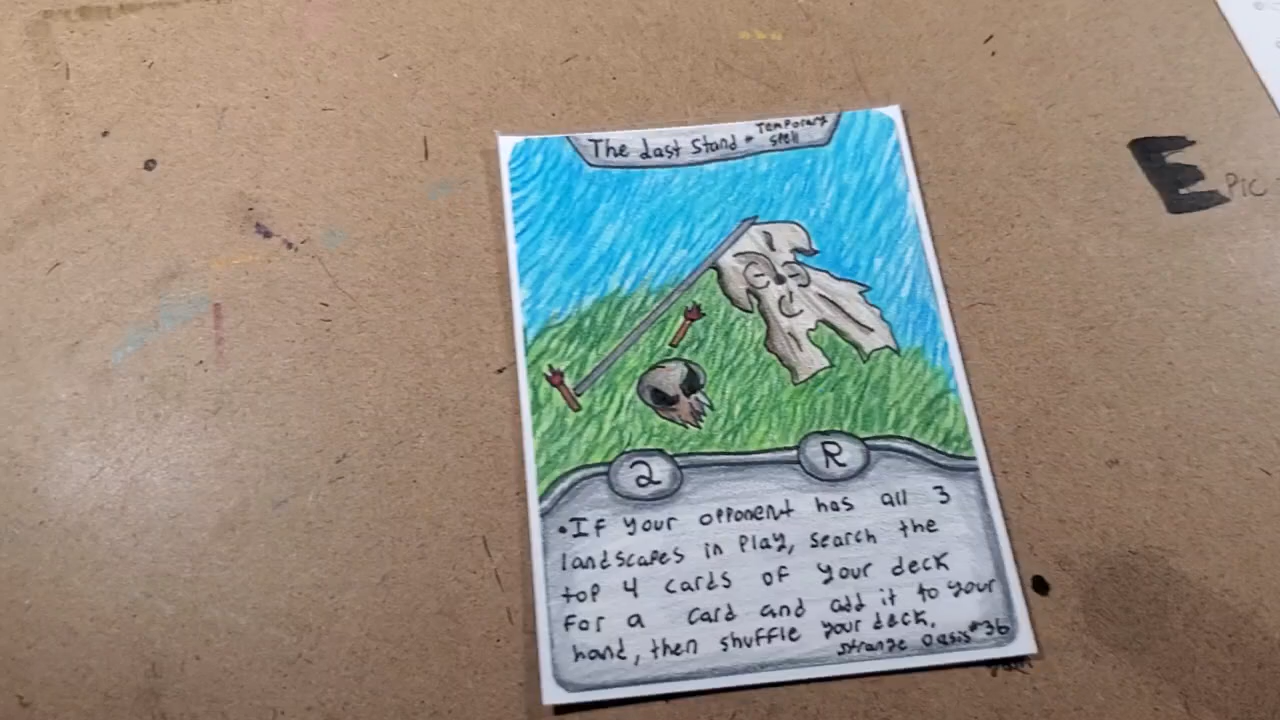 The Last Stand - Temporary
spell
EPIC
2
R
• If your opponent has all 3
landscapes in Play, search the
top 4 cards of your deck
for a card and add it to your
hand, then shuffle your deck.
strange Oasis #36